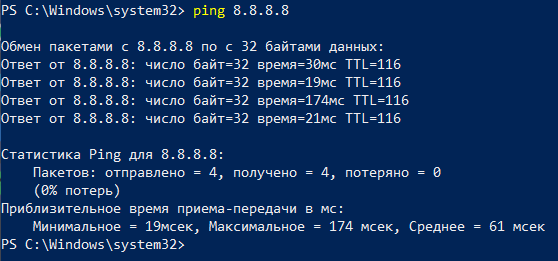 PS C:\Windows\system32> ping 8.8.8.8
Обмен пакетами с 8.8.8.8 по с 32 байтами данных:
Ответ от 8.8.8.8: число байт=32 время=30мс TTL=116
Ответ от 8.8.8.8: число байт=32 время=19мс TTL=116
Ответ от 8.8.8.8: число байт=32 время=174мс TTL=116
Ответ от 8.8.8.8: число байт=32 время=21мс TTL=116
Статистика Ping для 8.8.8.8:
Пакетов: отправлено = 4, получено = 4, потеряно = 0
(0% потерь)
Приблизительное время приема-передачи в мс:
Минимальное = 19мсек, Максимальное = 174 мсек, Среднее = 61 мсек
PS C:\Windows\system32>